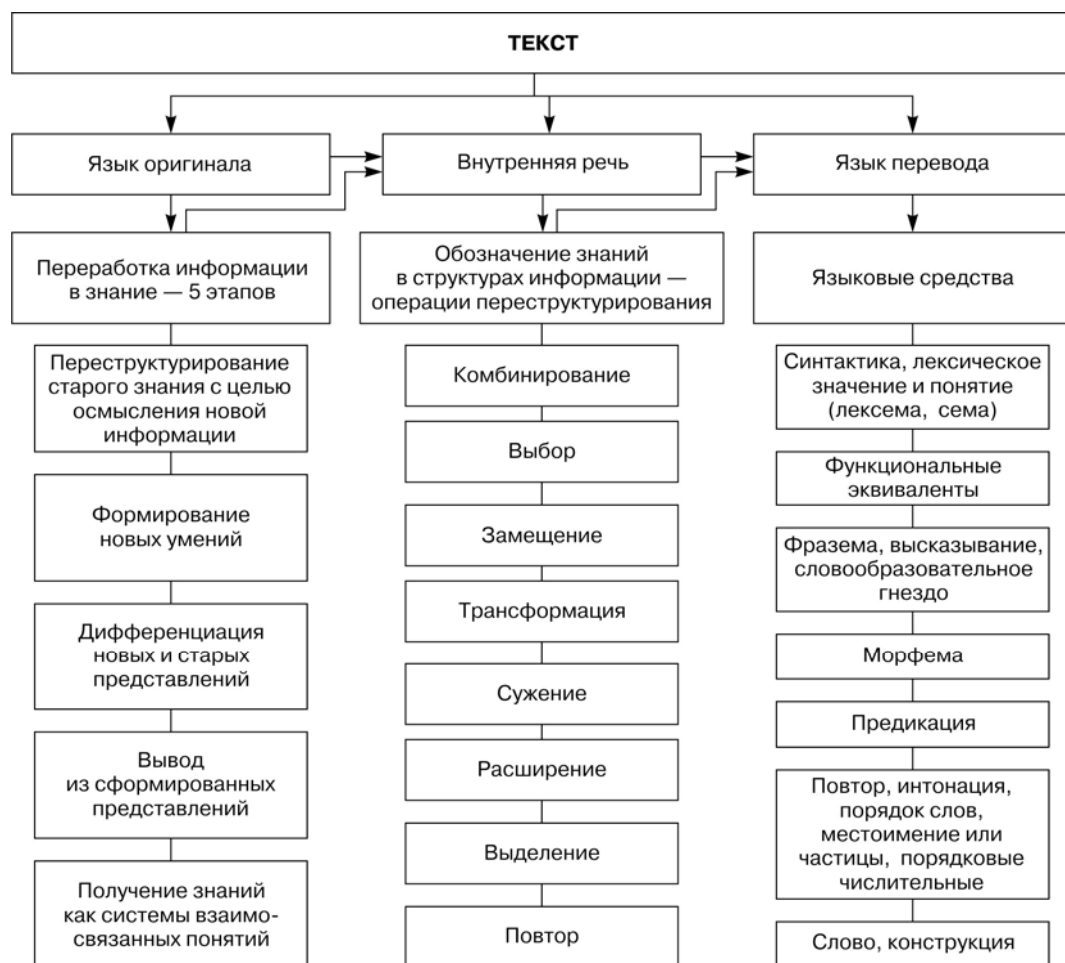 ТЕКСТ
Язык оригинала
Внутренняя речь
Язык перевода
Переработка информации
в знание — 5 этапов
Обозначение знаний
в структурах информации —
операции переструктурирования
Языковые средства
Переструктурирование
старого знания с целью
осмысления новой
информации
Формирование
новых умений
Дифференциация
новых и старых
представлений
Вывод
из сформированных
представлений
Получение знаний
как системы взаимо-
связанных понятий
Комбинирование
Выбор
Замещение
Трансформация
Сужение
Расширение
Выделение
Повтор
Синтактика, лексическое
значение и понятие
(лексема, сема)
Функциональные
эквиваленты
Фразема, высказывание,
словообразовательное
гнездо
Морфема
Предикация
Повтор, интонация,
порядок слов,
местоимение или
частицы, порядковые
числительные
Слово, конструкция